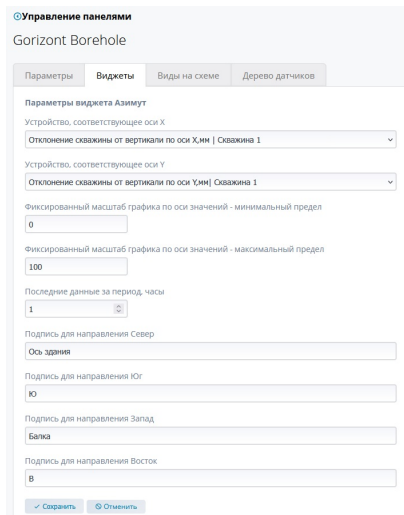 Управление панелями
Gorizont Borehole
Параметры Виджеты Виды на схеме Дерево датчиков
Параметры виджета Азимут
Устройство, соответствующее оси X
Отклонение скважины от вертикали по оси X,мм | Скважина 1
Устройство, соответствующее оси Y
Отклонение скважины от вертикали по оси Y,мм| Скважина 1
Фиксированный масштаб графика по оси значений - минимальный предел
0
Фиксированный масштаб графика по оси значений - максимальный предел
100
Последние данные за период, часы
1
Подпись для направления Север
Ось здания
Подпись для направления Юг
Ю
Подпись для направления Запад
Балка
Подпись для направления Восток
В
Сохранить Отменить